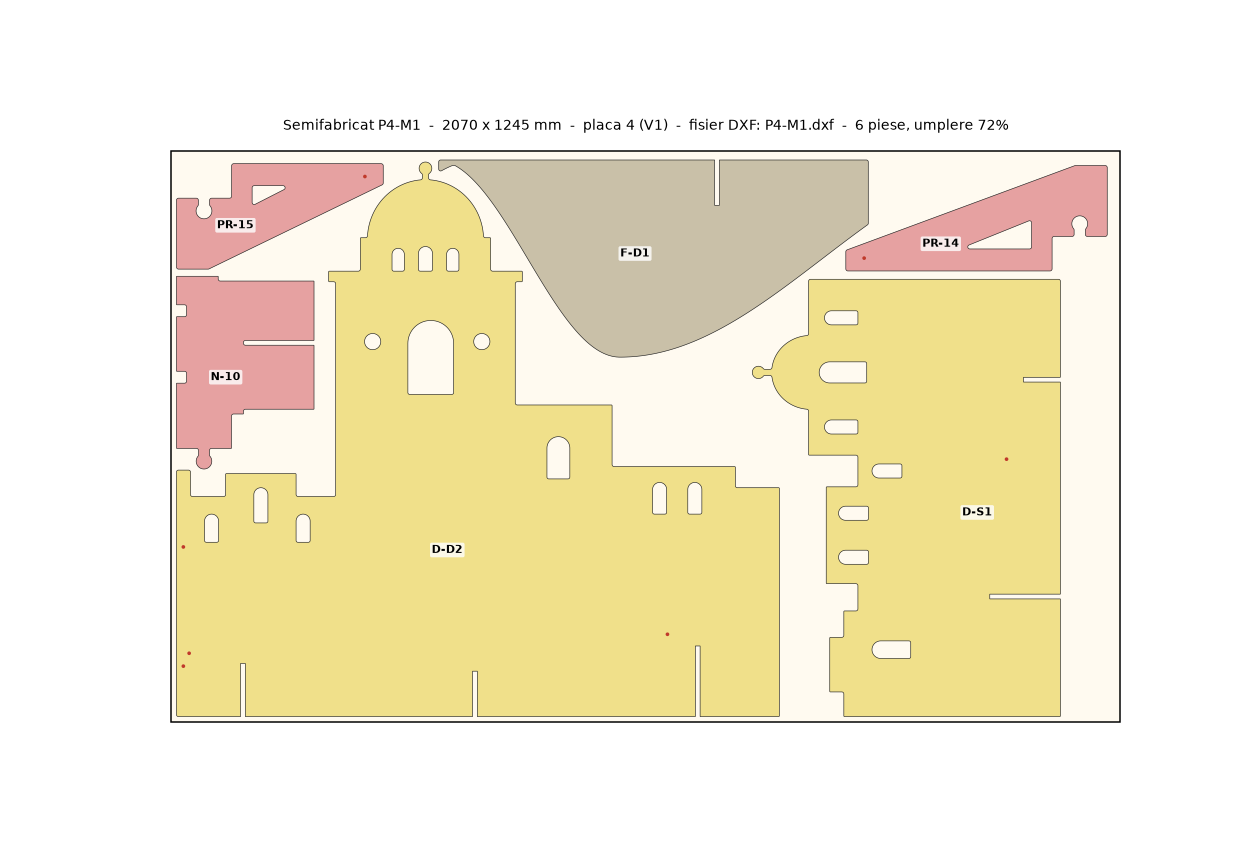 Semifabricat P4-M1 - 2070 x 1245 mm - placa 4 (V1) - fisier DXF: P4-M1.dxf - 6 piese, umplere 72%
PR-15
F-D1
PR-14
N-10
D-S1
D-D2